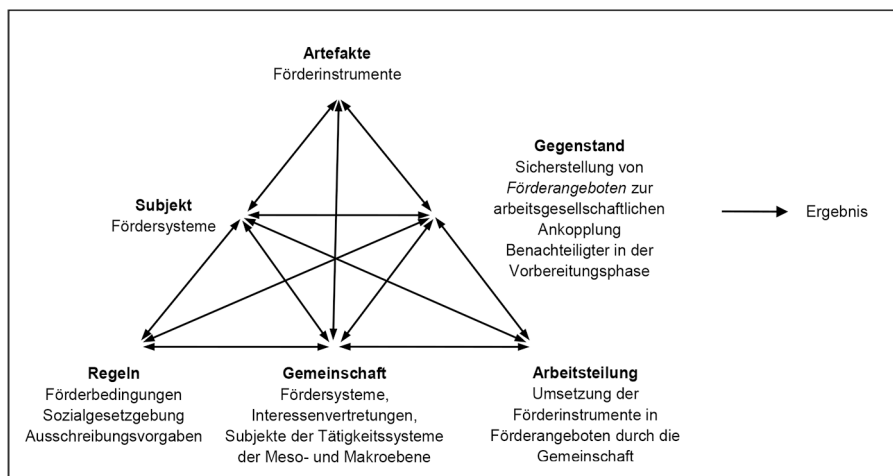 Artefakte
Förderinstrumente
Gegenstand
Sicherstellung von
Förderangeboten zur
arbeitsgesellschaftlichen
Ankopplung
Benachteiligter in der
Vorbereitungsphase
Subjekt
Fördersysteme
Ergebnis
Regeln
Förderbedingungen
Sozialgesetzgebung
Ausschreibungsvorgaben
Gemeinschaft
Fördersysteme,
Interessenvertretungen,
Subjekte der Tätigkeitssysteme
der Meso- und Makroebene
Arbeitsteilung
Umsetzung der
Förderinstrumente in
Förderangeboten durch die
Gemeinschaft